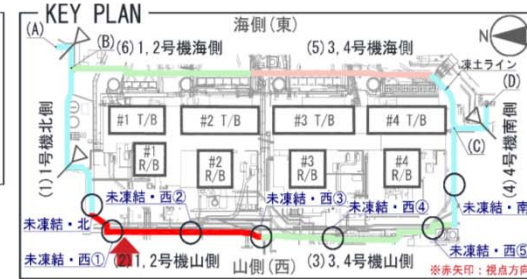 KEY PLAN
海側(東)
N
(A)
(B)
(6)1,2号機海側
(5)3,4号機海側
凍土ライン
(D)
#1 T/B
#2 T/B
#3 T/B
#4 T/B
(1)1号機北側
(C)
(4)4号機南側
#1
R/B
#2
R/B
#3
R/B
#4
R/B
未凍結・西②
未凍結・西③
未凍結・西④
未凍結・北
未凍結・南
未凍結・西①
(2)1,2号機山側
山側(西)
(3)3,4号機山側
未凍結・西⑤
※赤矢印:視点方向